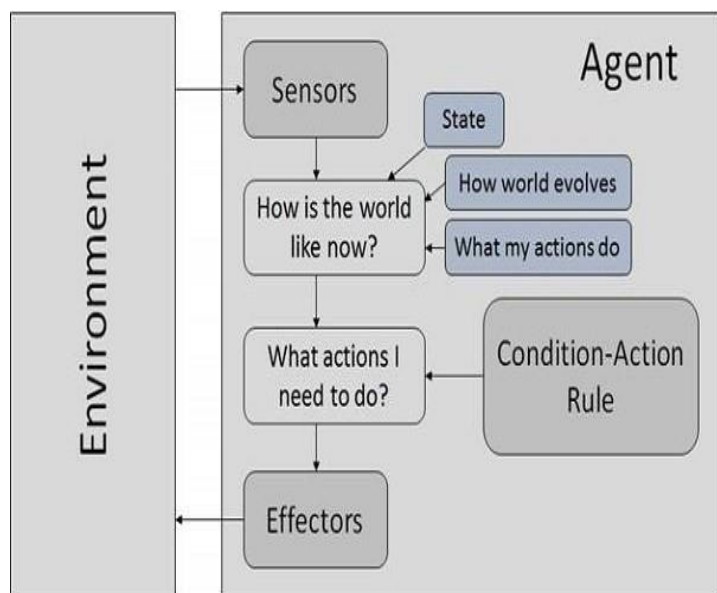 Agent
Sensors
State
How world evolves
How is the world
like now?
What my actions do
Environment
What actions I
need to do?
Condition-Action
Rule
Effectors